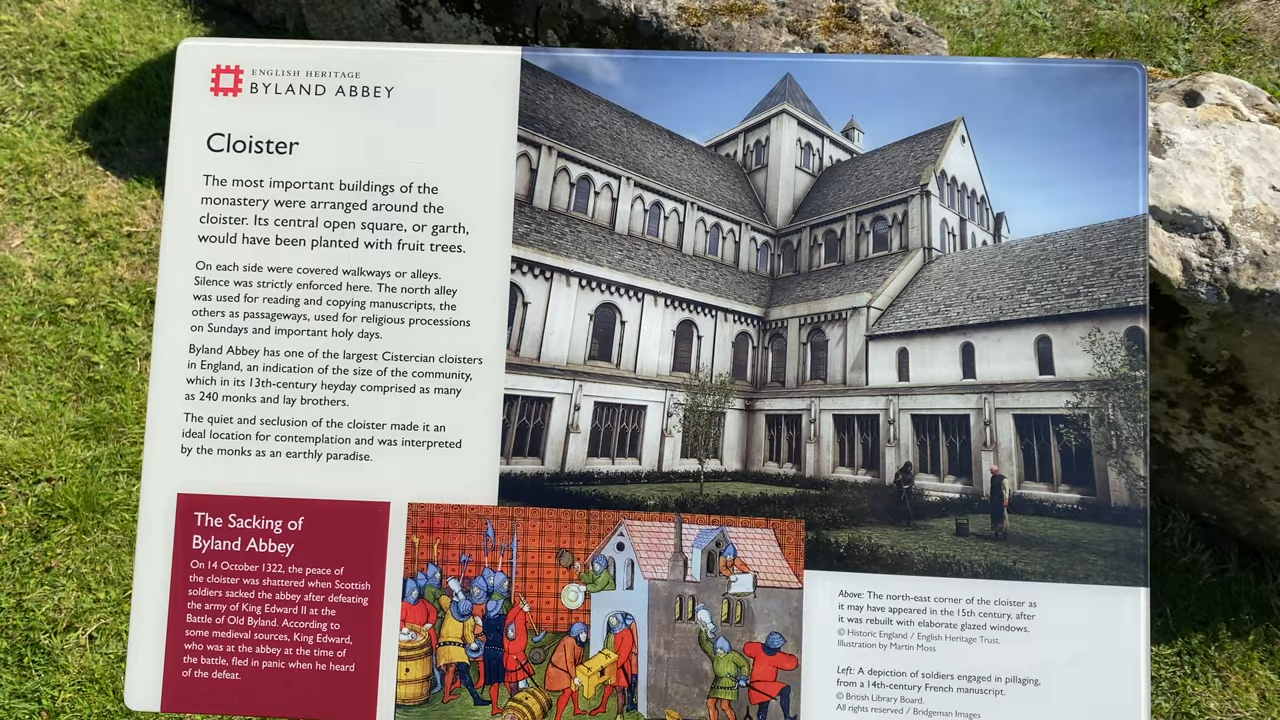 ENGLISH HERITAGE
BYLAND ABBEY
Cloister
The most important buildings of the
monastery were arranged around the
cloister. Its central open square, or garth,
would have been planted with fruit trees.
On each side were covered walkways or alleys.
Silence was strictly enforced here. The north alley
was used for reading and copying manuscripts, the
others as passageways, used for religious processions
on Sundays and important holy days.
Byland Abbey has one of the largest Cistercian cloisters
in England, an indication of the size of the community,
which in its 13th-century heyday comprised as many
as 240 monks and lay brothers.
The quiet and seclusion of the cloister made it an
ideal location for contemplation and was interpreted
by the monks as an earthly paradise.
The Sacking of
Byland Abbey
On 14 October 1322, the peace of
the cloister was shattered when Scottish
soldiers sacked the abbey after defeating
the army of King Edward II at the
Battle of Old Byland. According to
some medieval sources, King Edward,
who was at the abbey at the time of
the battle, fled in panic when he heard
of the defeat.
Above: The north-east corner of the cloister as
it may have appeared in the 15th century, after
it was rebuilt with elaborate glazed windows.
© Historic England / English Heritage Trust.
Illustration by Martin Moss
Left: A depiction of soldiers engaged in pillaging,
from a 14th-century French manuscript.
© British Library Board.
All rights reserved / Bridgeman Images